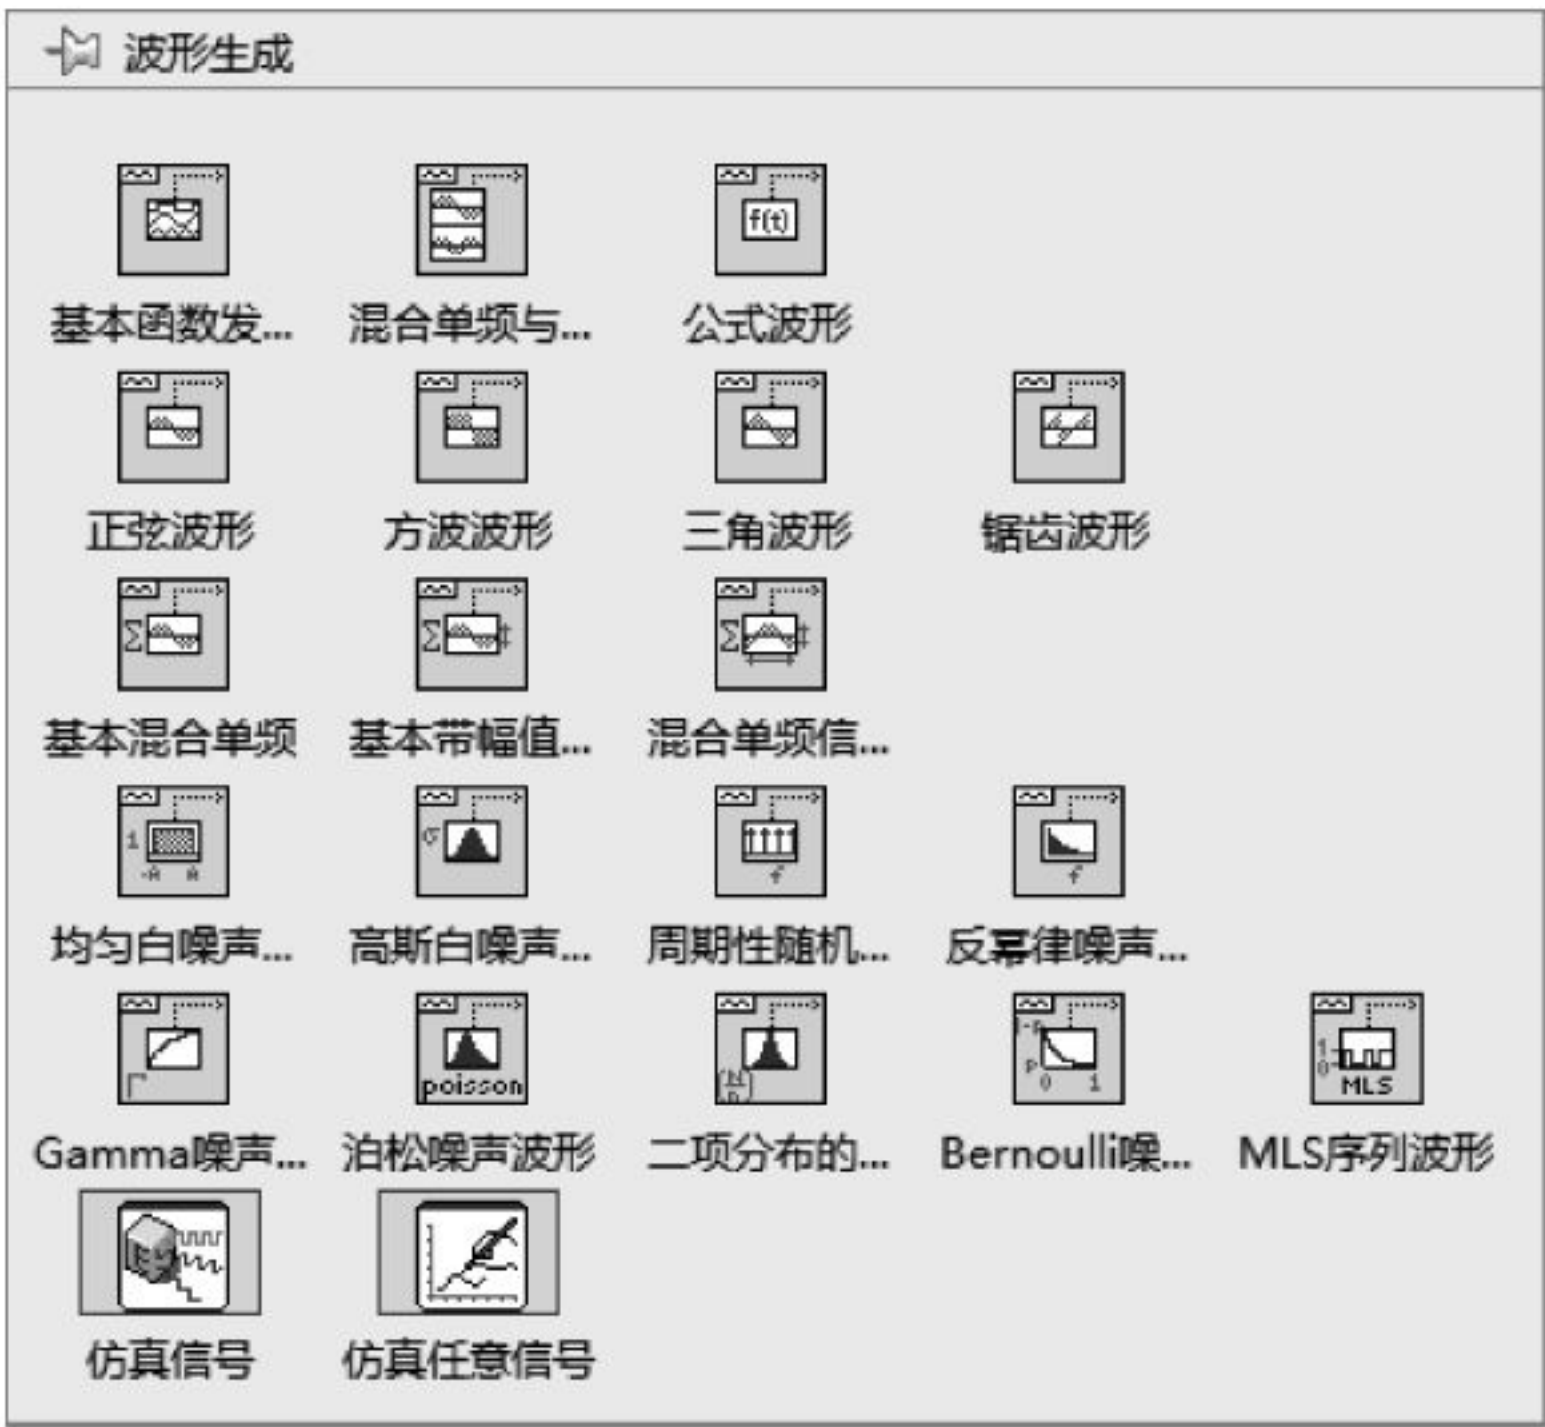 波形生成
基本函数发... 混合单频与... 公式波形
f(t)
正弦波形 方波波形 三角波形 锯齿波形
Σ Σ Σ
基本混合单频 基本带幅值... 混合单频信...
1 -A A σ f f
均匀白噪声... 高斯白噪声... 周期性随机... 反幂律噪声...
Γ poisson 1-p p 0 1 1 0 MLS
Gamma噪声... 泊松噪声波形 二项分布的... Bernoulli噪... MLS序列波形
仿真信号 仿真任意信号